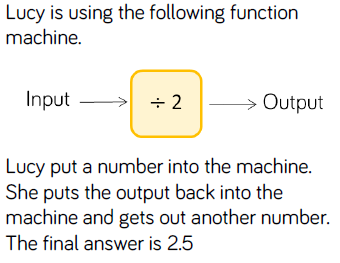 Lucy is using the following function
machine.
Input ÷ 2 Output
Lucy put a number into the machine.
She puts the output back into the
machine and gets out another number.
The final answer is 2.5